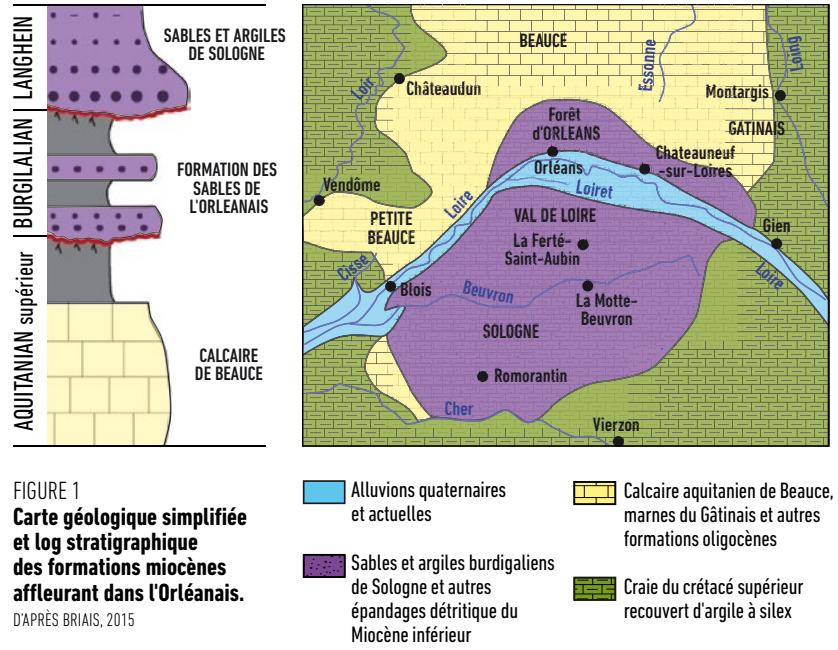 LANGHEIN
BURGILALIAN
AQUITANIAN supérieur
SABLES ET ARGILES
DE SOLOGNE
FORMATION DES
SABLES DE
L'ORLEANAIS
CALCAIRE
DE BEAUCE
BEAUCE
Essonne
Loing
Loir
Châteaudun
Montargis
GATINAIS
Forêt
d'ORLEANS
Orléans
Chateauneuf
-sur-Loires
Vendôme
Loire
Loiret
PETITE
BEAUCE
VAL DE LOIRE
La Ferté-
Saint-Aubin
Gien
Loire
Cisse
Blois
Beuvron
La Motte-
Beuvron
SOLOGNE
Romorantin
Cher
Vierzon
FIGURE 1
Carte géologique simplifiée
et log stratigraphique
des formations miocènes
affleurant dans l'Orléanais.
D'APRÈS BRIAIS, 2015
Alluvions quaternaires
et actuelles
Sables et argiles burdigaliens
de Sologne et autres
épandages détritique du
Miocène inférieur
Calcaire aquitanien de Beauce,
marnes du Gâtinais et autres
formations oligocènes
Craie du crétacé supérieur
recouvert d'argile à silex